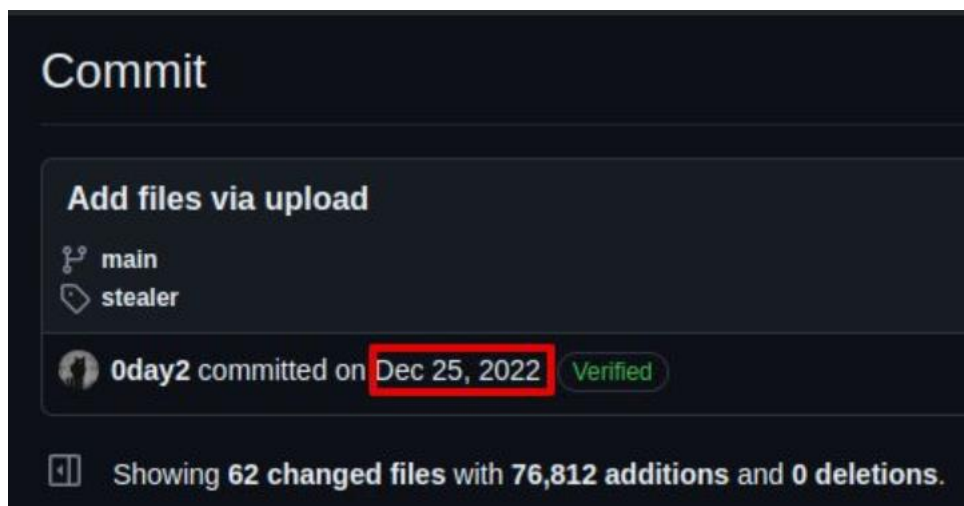 Commit
Add files via upload
main
stealer
0day2 committed on Dec 25, 2022 Verified
Showing 62 changed files with 76,812 additions and 0 deletions.